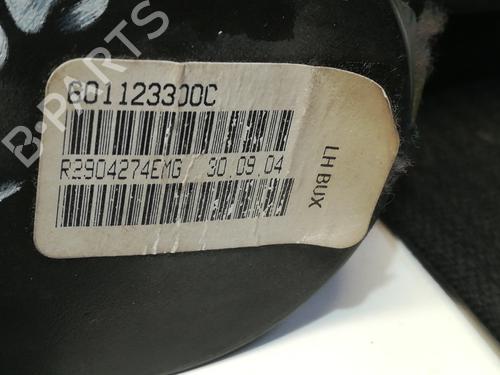 601123300C
R2904274EMG 30.09.04
LH BUX
B-PARTS